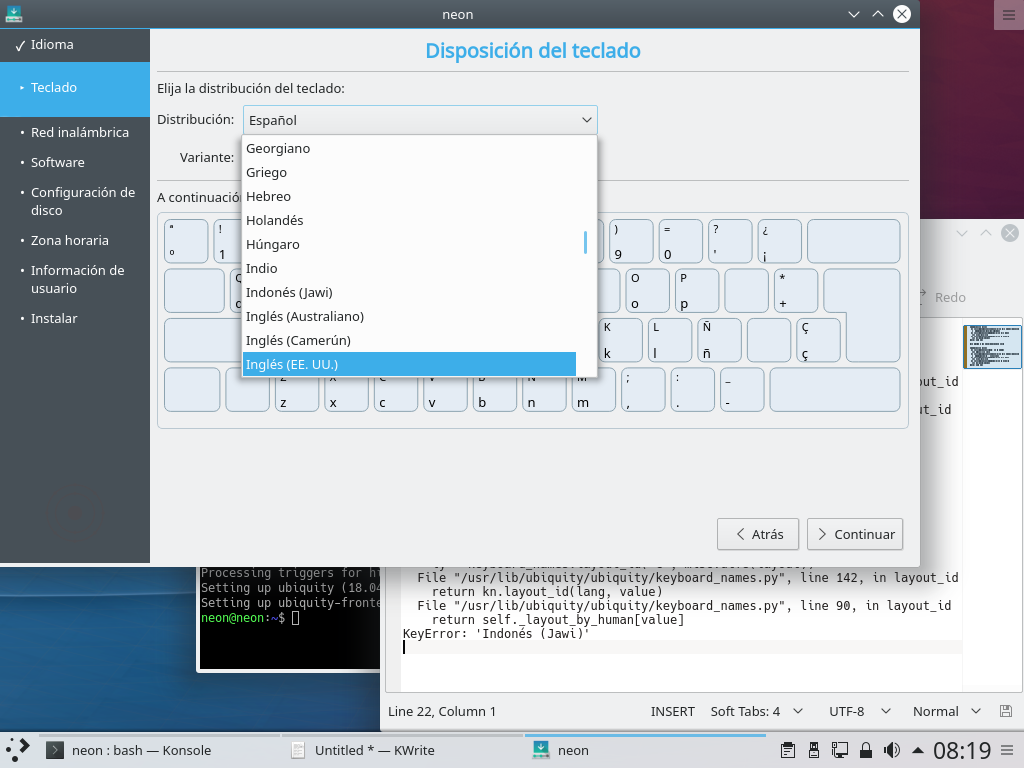 neon
✓ Idioma
▸ Teclado
• Red inalámbrica
• Software
• Configuración de
disco
• Zona horaria
• Información de
usuario
• Instalar
Disposición del teclado
Elija la distribución del teclado:
Distribución: Español
Variante:
Georgiano
Griego
Hebreo
Holandés
Húngaro
Indio
Indonés (Jawi)
Inglés (Australiano)
Inglés (Camerún)
Inglés (EE. UU.)
A continuación
ª ! ) = ? ¿
º 1 9 0 ' ¡
Q O P *
o p +
K L Ñ Ç
k l ñ ç
Z X C V B N M ; : _
z x c v b n m , . -
Atrás
Continuar
Redo
out_id
ut_id
Processing triggers for
Setting up ubiquity (18.04
Setting up ubiquity-fronte
neon@neon:~$
File "/usr/lib/ubiquity/ubiquity/keyboard_names.py", line 142, in layout_id
return kn.layout_id(lang, value)
File "/usr/lib/ubiquity/ubiquity/keyboard_names.py", line 90, in layout_id
return self._layout_by_human[value]
KeyError: 'Indonés (Jawi)'
Line 22, Column 1
INSERT
Soft Tabs: 4
UTF-8
Normal
neon : bash — Konsole
Untitled * — KWrite
neon
08:19